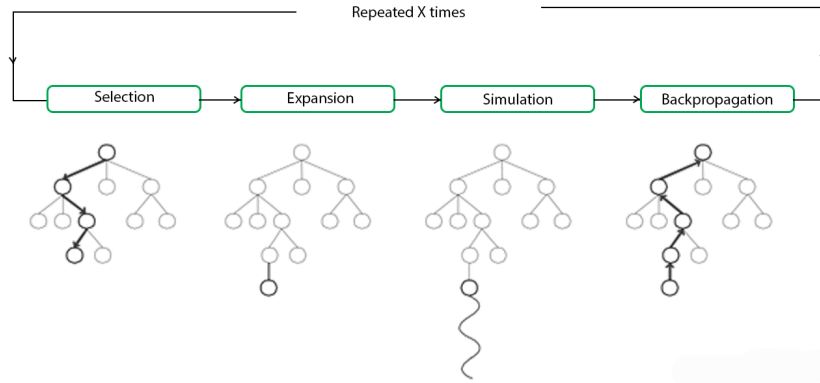 Repeated X times
Selection
Expansion
Simulation
Backpropagation